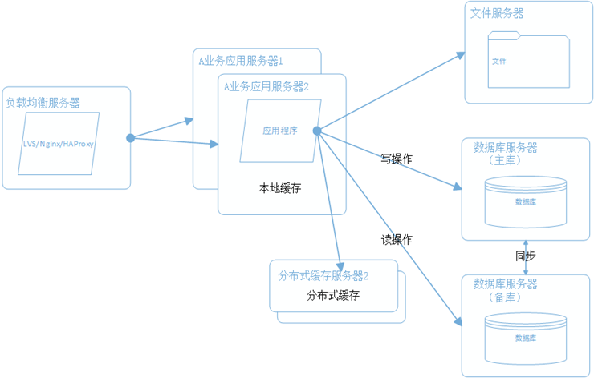 文件服务器
文件
A业务应用服务器1
A业务应用服务器2
应用程序
本地缓存
负载均衡服务器
LVS/Nginx/HAProxy
写操作
读操作
数据库服务器
(主库)
数据库
同步
分布式缓存服务器2
分布式缓存
数据库服务器
(备库)
数据库